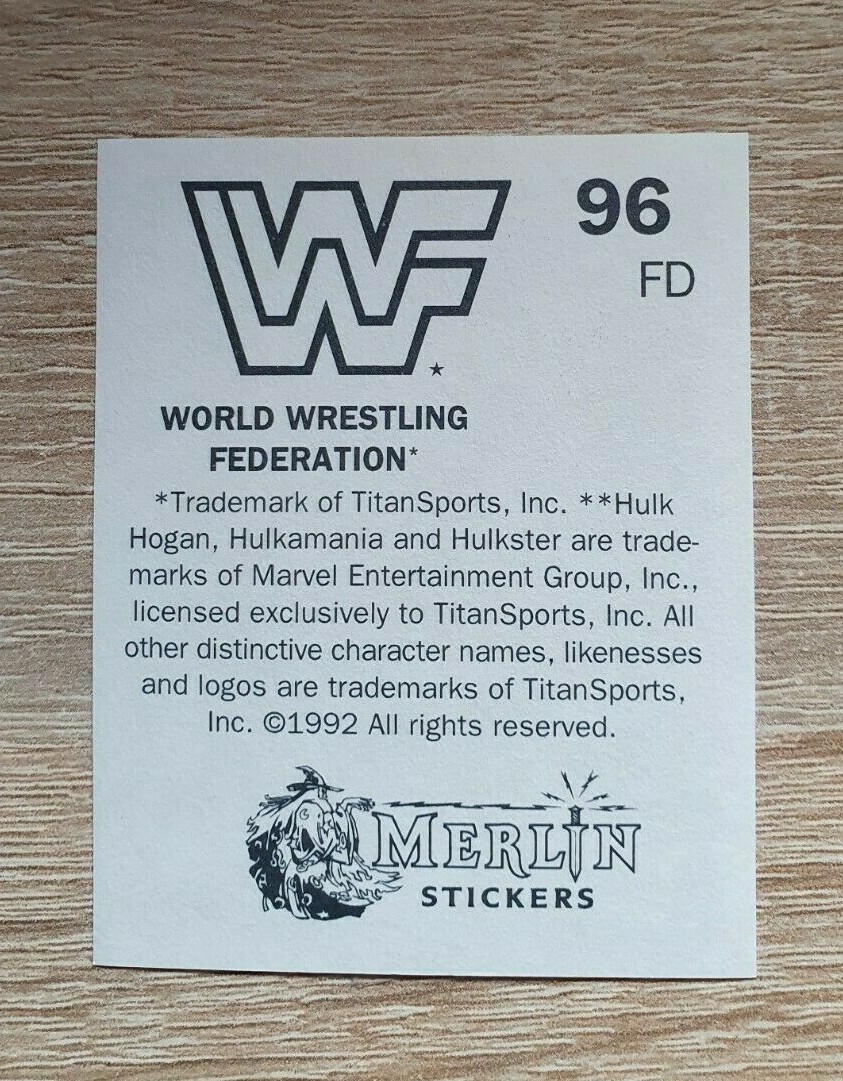 WF
96
FD
WORLD WRESTLING
FEDERATION*
*Trademark of TitanSports, Inc. **Hulk
Hogan, Hulkamania and Hulkster are trade-
marks of Marvel Entertainment Group, Inc.,
licensed exclusively to TitanSports, Inc. All
other distinctive character names, likenesses
and logos are trademarks of TitanSports,
Inc. ©1992 All rights reserved.
MERLIN
STICKERS